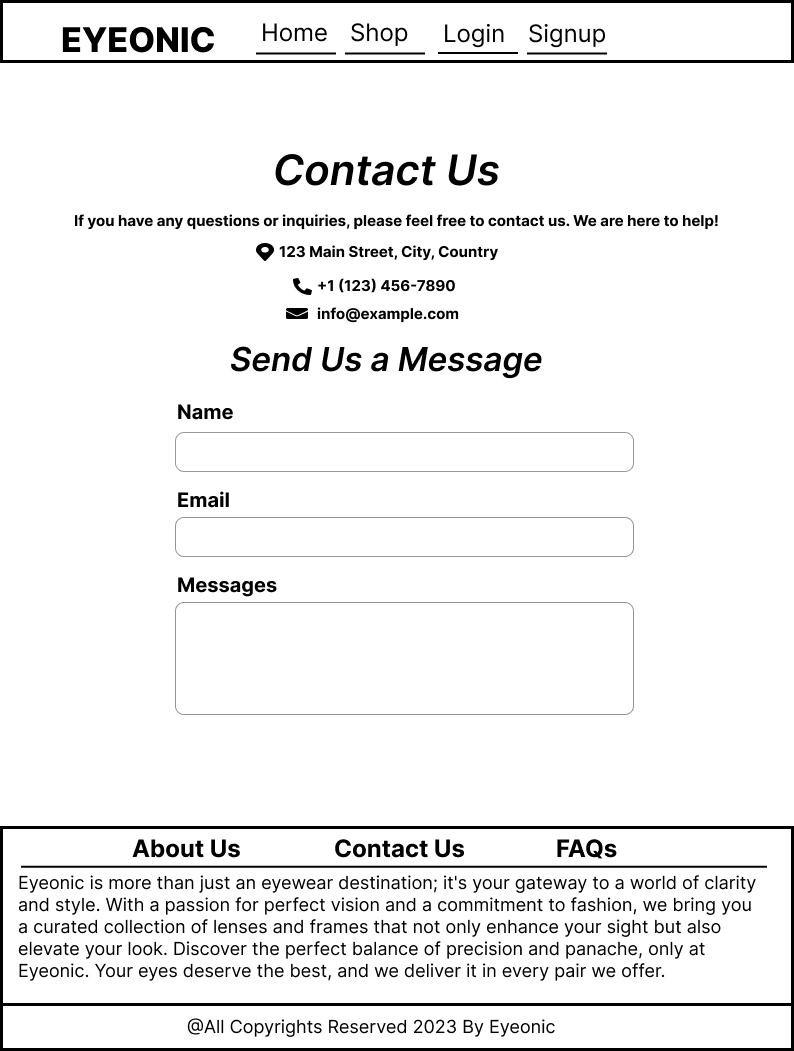 EYEONIC Home Shop Login Signup
Contact Us
If you have any questions or inquiries, please feel free to contact us. We are here to help!
123 Main Street, City, Country
+1 (123) 456-7890
info@example.com
Send Us a Message
Name
Email
Messages
About Us Contact Us FAQs
Eyeonic is more than just an eyewear destination; it's your gateway to a world of clarity
and style. With a passion for perfect vision and a commitment to fashion, we bring you
a curated collection of lenses and frames that not only enhance your sight but also
elevate your look. Discover the perfect balance of precision and panache, only at
Eyeonic. Your eyes deserve the best, and we deliver it in every pair we offer.
@All Copyrights Reserved 2023 By Eyeonic